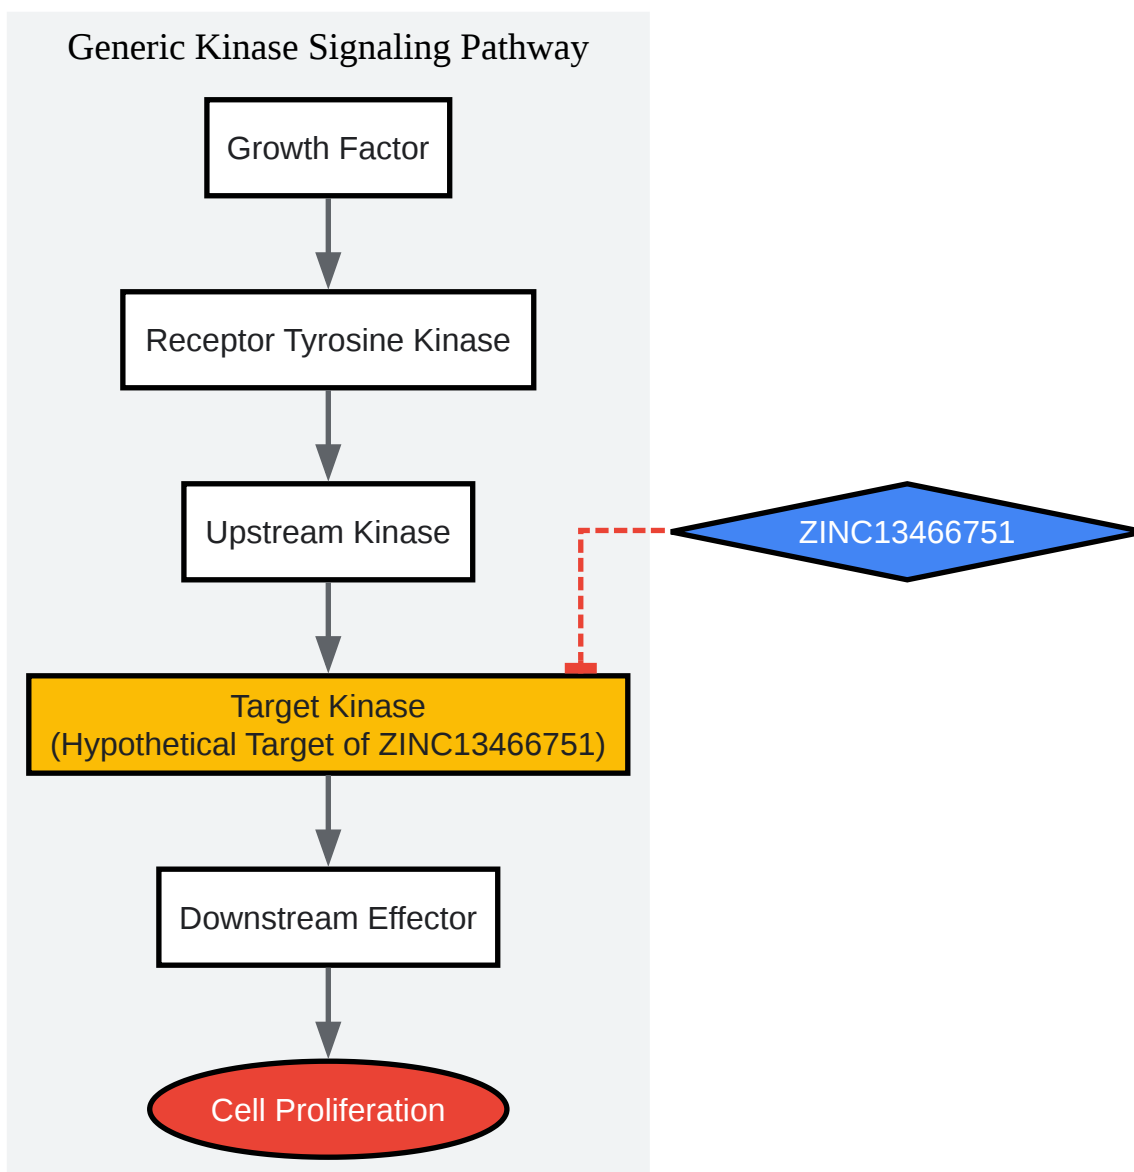 Generic Kinase Signaling Pathway
Growth Factor
Receptor Tyrosine Kinase
Upstream Kinase
ZINC13466751
Target Kinase
(Hypothetical Target of ZINC13466751)
Downstream Effector
Cell Proliferation